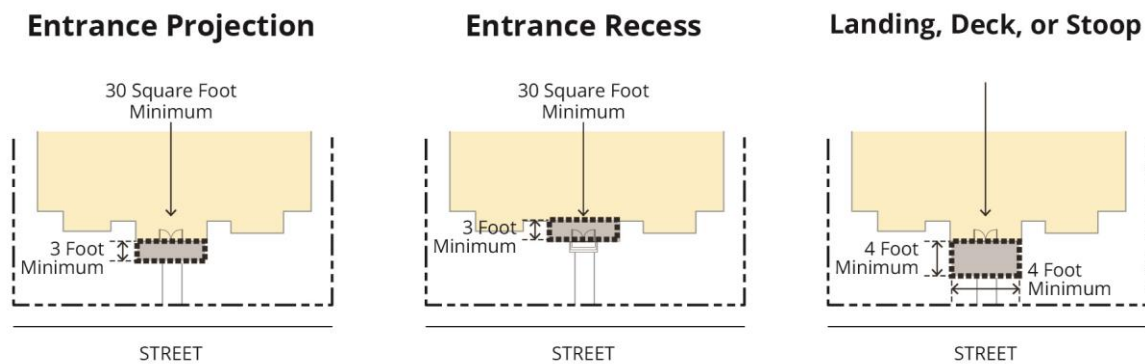 Entrance Projection
30 Square Foot
Minimum
3 Foot
Minimum
STREET
Entrance Recess
30 Square Foot
Minimum
3 Foot
Minimum
STREET
Landing, Deck, or Stoop
4 Foot
Minimum
4 Foot
Minimum
STREET